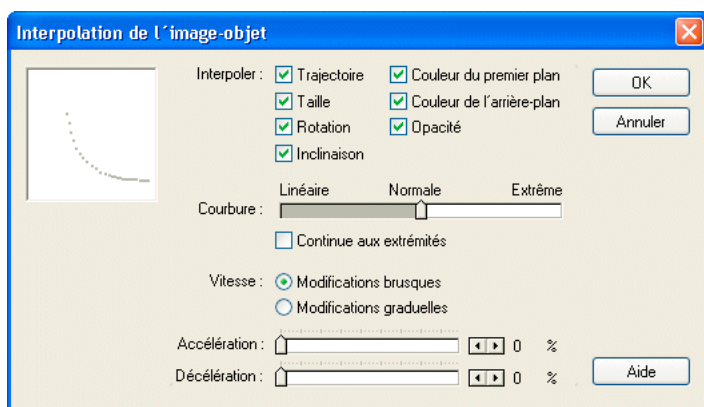 Interpolation de l´image-objet
Interpoler : Trajectoire Couleur du premier plan OK
Taille Couleur de l´arrière-plan
Rotation Opacité Annuler
Inclinaison
Linéaire Normale Extrême
Courbure :
Continue aux extrémités
Vitesse : Modifications brusques
Modifications graduelles
Accélération : 0 %
Décélération : 0 % Aide